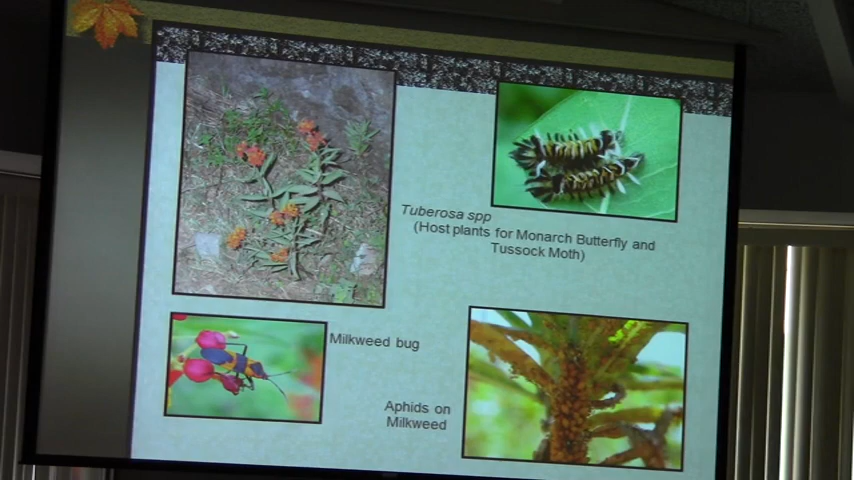 Tuberosa spp
(Host plants for Monarch Butterfly and
Tussock Moth)
Milkweed bug
Aphids on
Milkweed